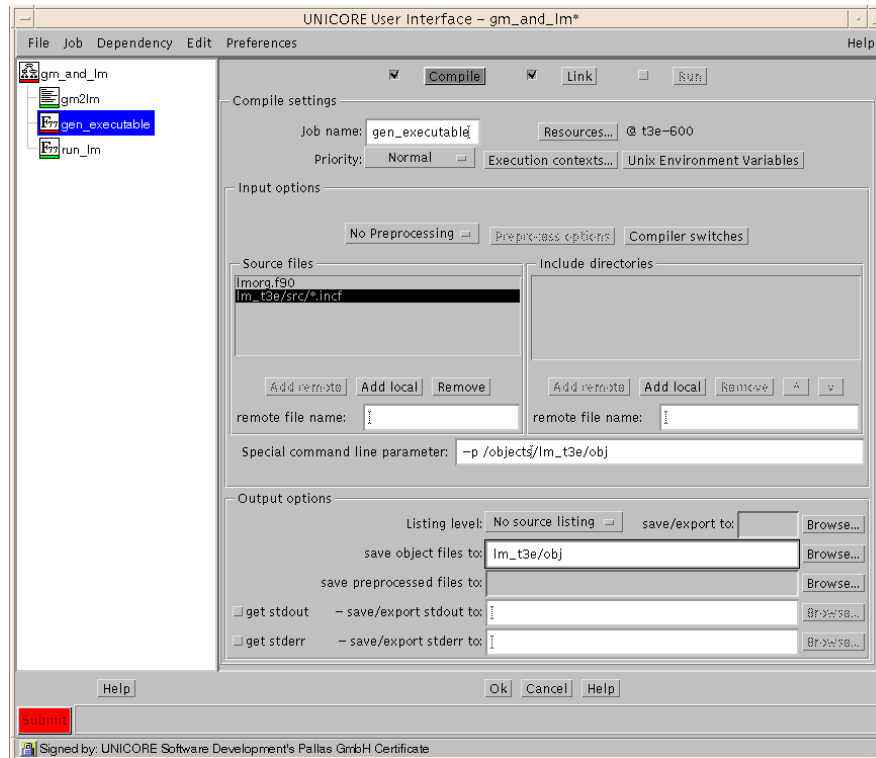 UNICORE User Interface – gm_and_lm*
File Job Dependency Edit Preferences Help
gm_and_lm
gm2lm
F77 gen_executable
F77 run_lm
Compile Link Run
Compile settings
Job name: gen_executable Resources... @ t3e-600
Priority: Normal Execution contexts... Unix Environment Variables
Input options
No Preprocessing Preprocess options Compiler switches
Source files Include directories
lmorg.f90
lm_t3e/src/*.incf
Add remote Add local Remove Add remote Add local Remove ^ v
remote file name: remote file name:
Special command line parameter: -p /objects/lm_t3e/obj
Output options
Listing level: No source listing save/export to: Browse...
save object files to: lm_t3e/obj Browse...
save preprocessed files to: Browse...
get stdout – save/export stdout to: Browse...
get stderr – save/export stderr to: Browse...
Help Ok Cancel Help
Submit
Signed by: UNICORE Software Development's Pallas GmbH Certificate